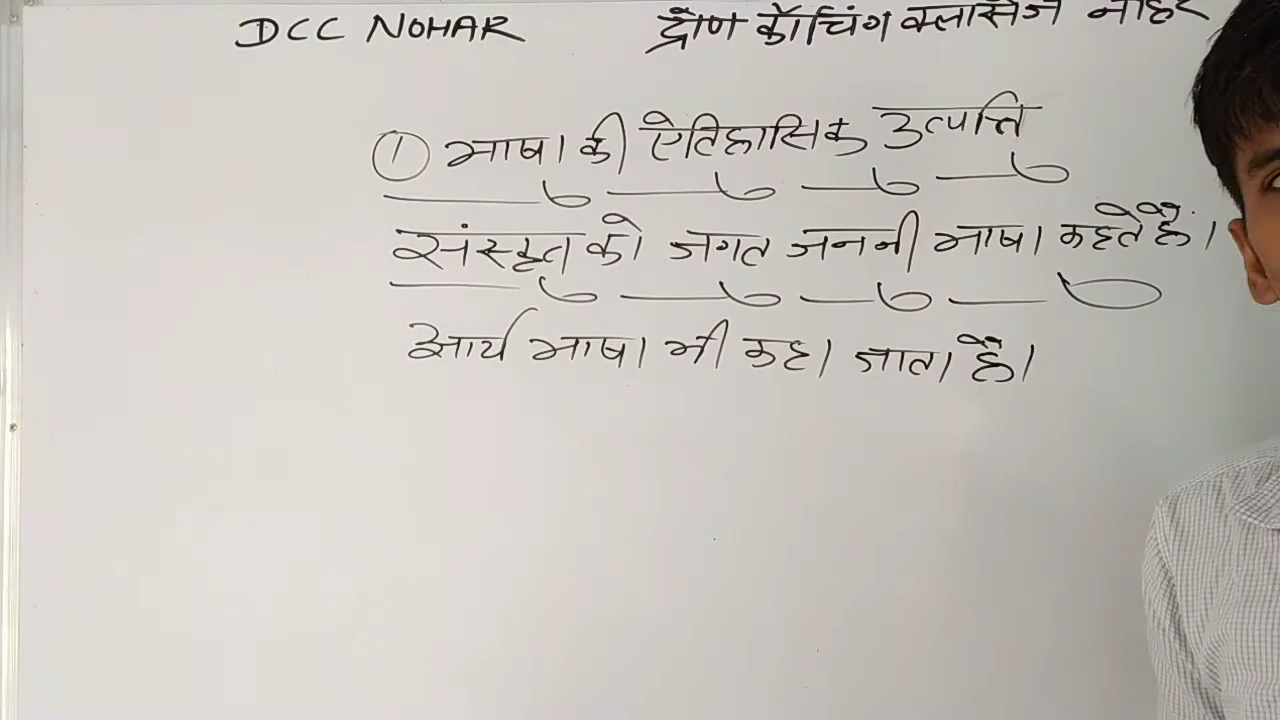 DCC NOHAR द्रोण कोचिंग क्लासेज नोहर
① भाषा की ऐतिहासिक उत्पत्ति
संस्कृत को जगत जननी भाषा कहते हैं।
आर्य भाषा भी कहा जाता है।